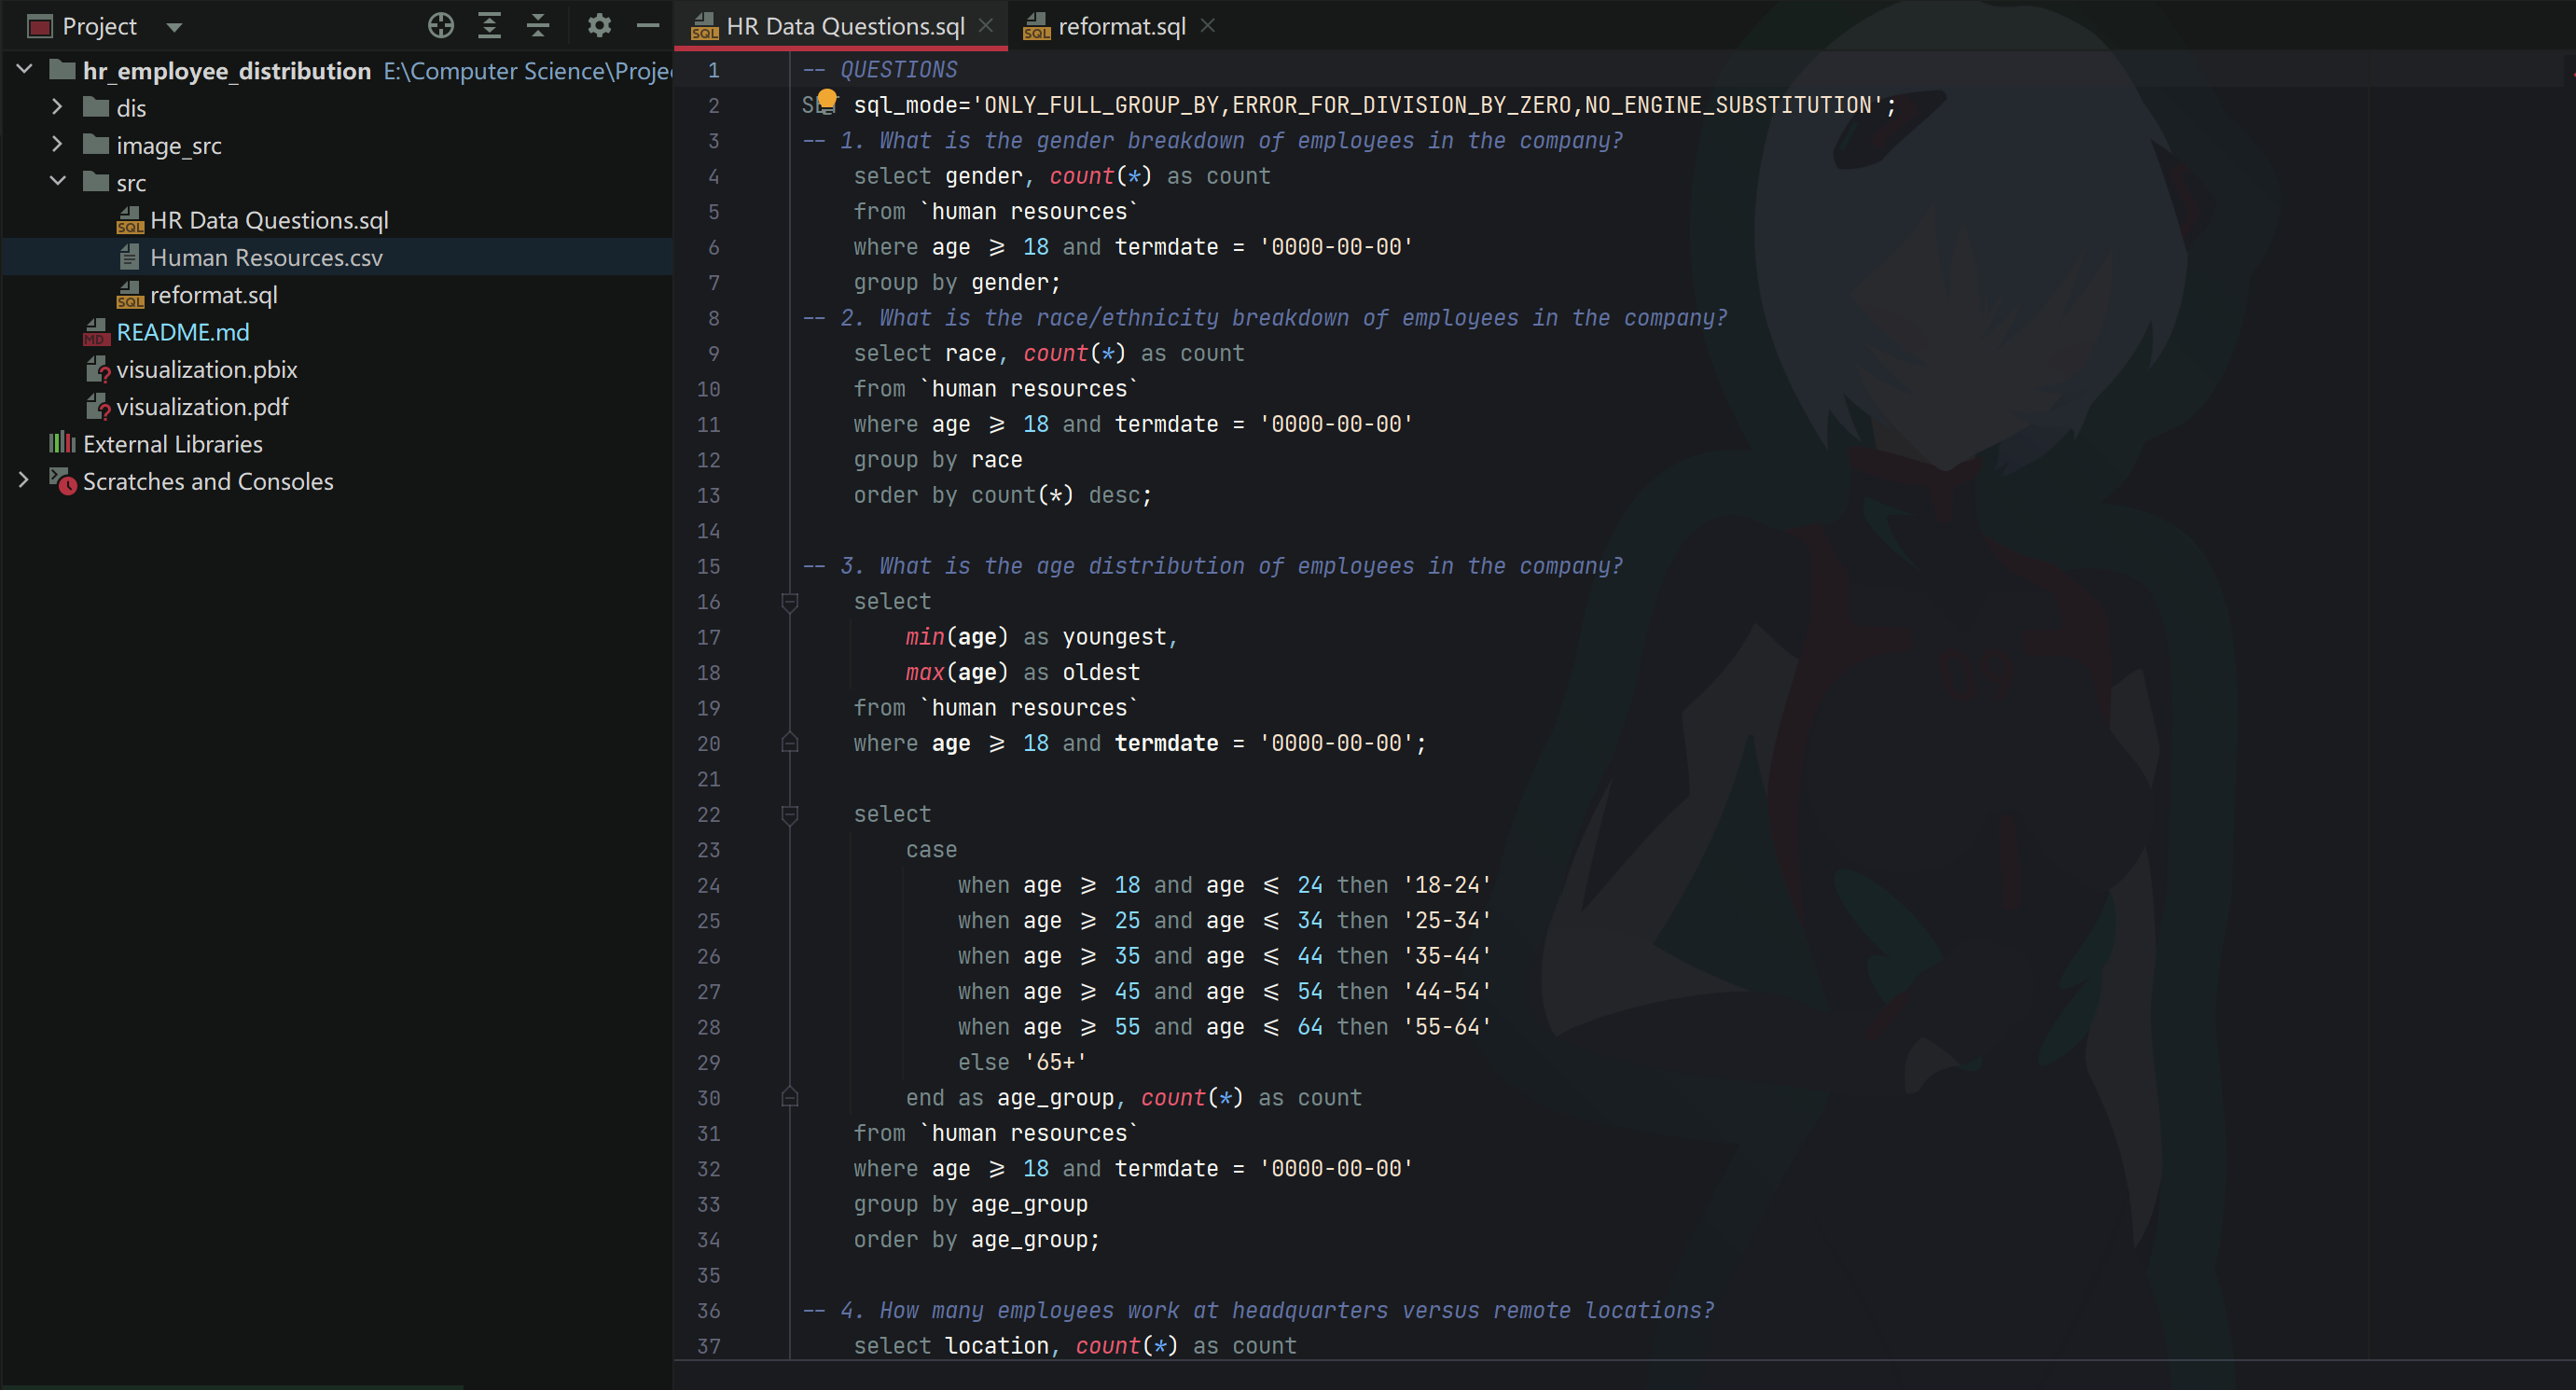 Project
hr_employee_distribution E:\Computer Science\Proje
dis
image_src
src
HR Data Questions.sql
Human Resources.csv
reformat.sql
README.md
visualization.pbix
visualization.pdf
External Libraries
Scratches and Consoles
HR Data Questions.sql
reformat.sql
1 -- QUESTIONS
2 SET sql_mode='ONLY_FULL_GROUP_BY,ERROR_FOR_DIVISION_BY_ZERO,NO_ENGINE_SUBSTITUTION';
3 -- 1. What is the gender breakdown of employees in the company?
4 select gender, count(*) as count
5 from `human resources`
6 where age >= 18 and termdate = '0000-00-00'
7 group by gender;
8 -- 2. What is the race/ethnicity breakdown of employees in the company?
9 select race, count(*) as count
10 from `human resources`
11 where age >= 18 and termdate = '0000-00-00'
12 group by race
13 order by count(*) desc;
14
15 -- 3. What is the age distribution of employees in the company?
16 select
17 min(age) as youngest,
18 max(age) as oldest
19 from `human resources`
20 where age >= 18 and termdate = '0000-00-00';
21
22 select
23 case
24 when age >= 18 and age <= 24 then '18-24'
25 when age >= 25 and age <= 34 then '25-34'
26 when age >= 35 and age <= 44 then '35-44'
27 when age >= 45 and age <= 54 then '44-54'
28 when age >= 55 and age <= 64 then '55-64'
29 else '65+'
30 end as age_group, count(*) as count
31 from `human resources`
32 where age >= 18 and termdate = '0000-00-00'
33 group by age_group
34 order by age_group;
35
36 -- 4. How many employees work at headquarters versus remote locations?
37 select location, count(*) as count